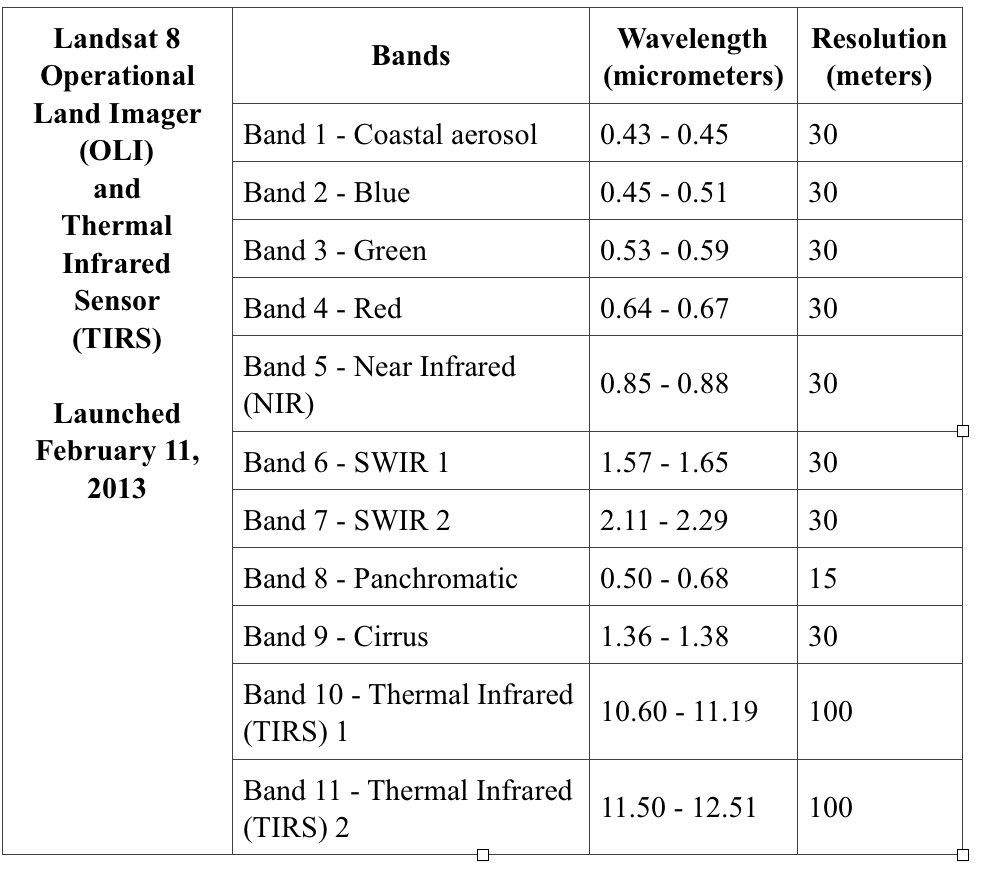 Landsat 8
Operational
Land Imager
(OLI)
and
Thermal
Infrared
Sensor
(TIRS)
Launched
February 11,
2013
Bands
Wavelength
(micrometers)
Resolution
(meters)
Band 1 - Coastal aerosol
0.43 - 0.45
30
Band 2 - Blue
0.45 - 0.51
30
Band 3 - Green
0.53 - 0.59
30
Band 4 - Red
0.64 - 0.67
30
Band 5 - Near Infrared
(NIR)
0.85 - 0.88
30
Band 6 - SWIR 1
1.57 - 1.65
30
Band 7 - SWIR 2
2.11 - 2.29
30
Band 8 - Panchromatic
0.50 - 0.68
15
Band 9 - Cirrus
1.36 - 1.38
30
Band 10 - Thermal Infrared
(TIRS) 1
10.60 - 11.19
100
Band 11 - Thermal Infrared
(TIRS) 2
11.50 - 12.51
100